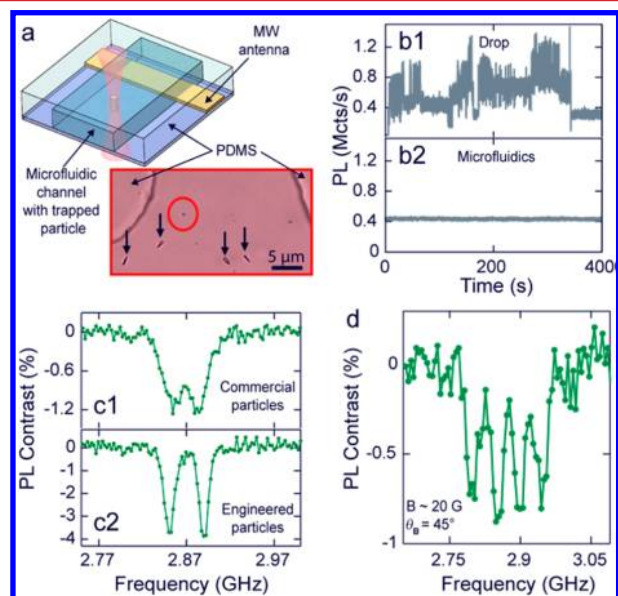 a
MW
antenna
PDMS
Microfluidic
channel
with trapped
particle
5 μm
b1
Drop
1.2
0.8
0.4
PL (Mcts/s)
b2
Microfluidics
1.2
0.8
0.4
0
0
200
400
Time (s)
0
-0.6
-1.2
c1
Commercial
particles
PL Contrast (%)
0
-1
-2
-3
-4
c2
Engineered
particles
2.77
2.87
2.97
Frequency (GHz)
d
0
-0.5
-1
PL Contrast (%)
B ~ 20 G
θB = 45°
2.75
2.9
3.05
Frequency (GHz)